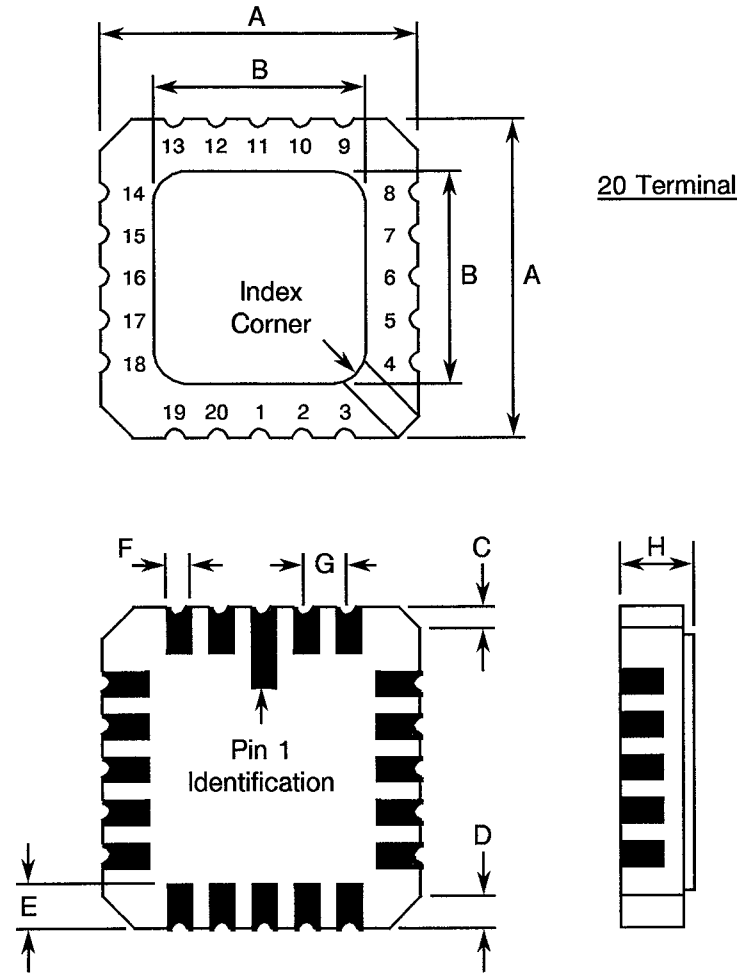 A
B
13 12 11 10 9
14 8
20 Terminal
15 7
16 6
B A
Index
Corner
17 5
18 4
19 20 1 2 3
F G C H
Pin 1
Identification
D
E